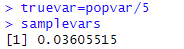 > truevar=popvar/5
> samplevars
[1] 0.03605515